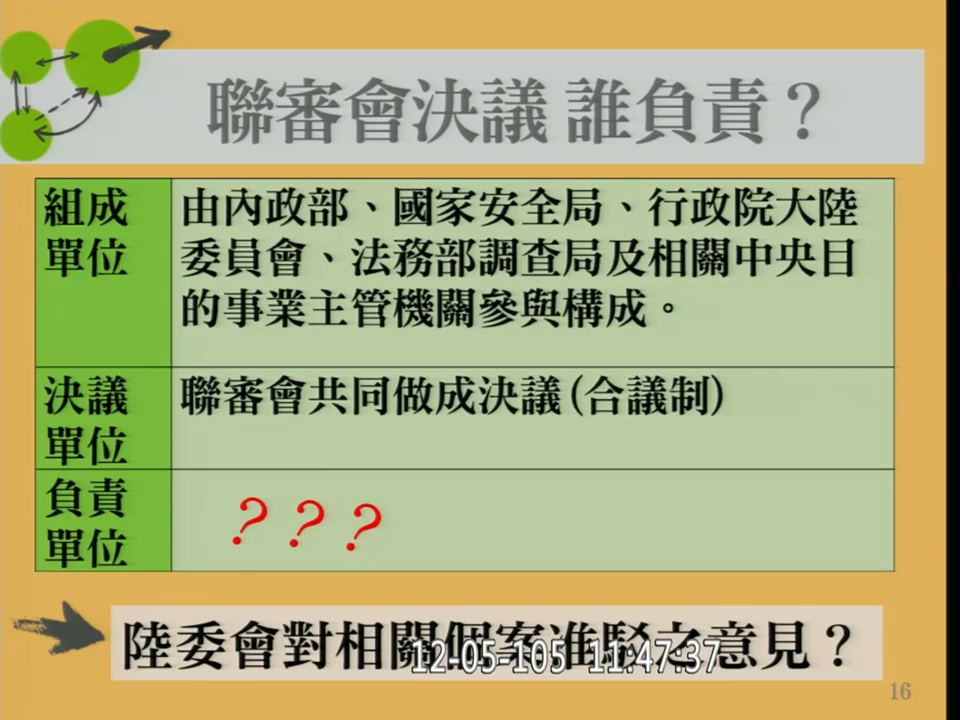 聯審會決議 誰負責？
組成
單位
由內政部、國家安全局、行政院大陸
委員會、法務部調查局及相關中央目
的事業主管機關參與構成。
決議
單位
聯審會共同做成決議(合議制)
負責
單位
？？？
陸委會對相關個案准駁之意見？
12-05-105 11:47:37
16